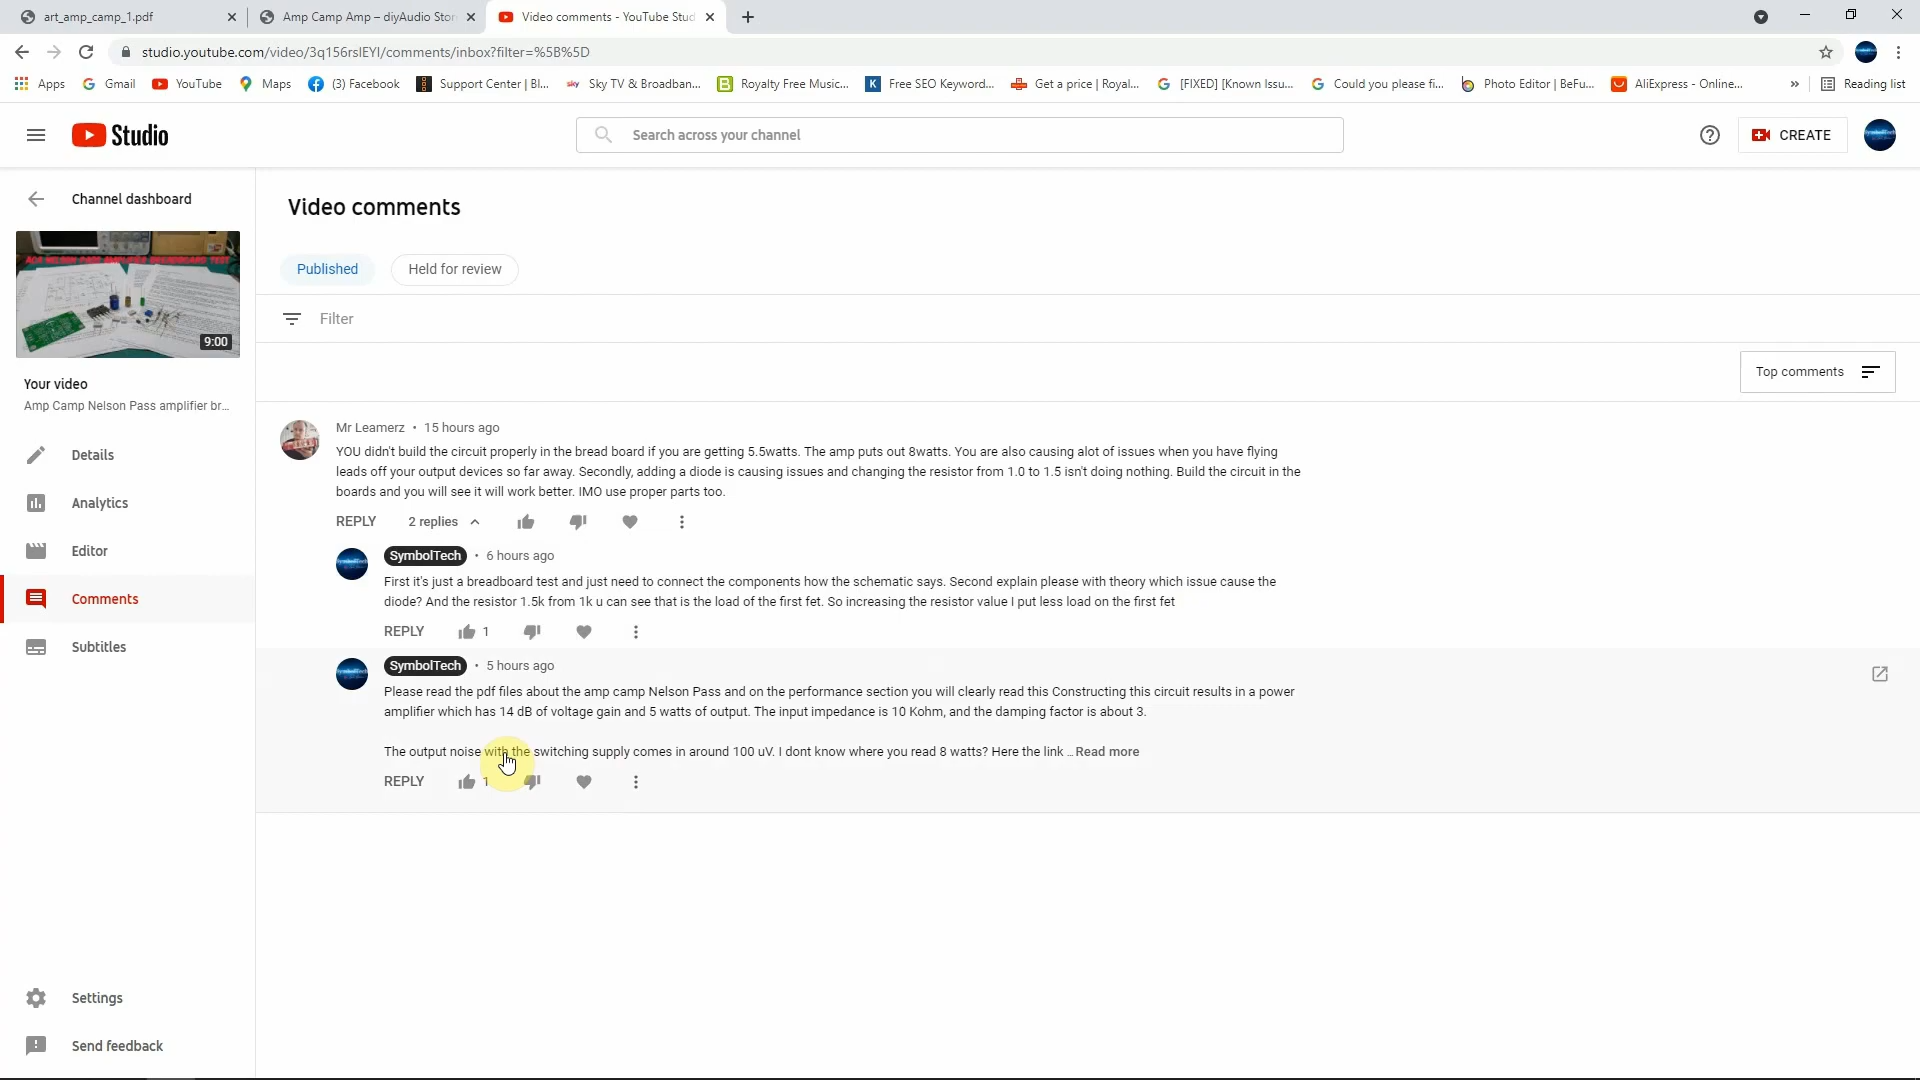 art_amp_camp_1.pdf
Amp Camp Amp – diyAudio Stor
Video comments - YouTube Stud
studio.youtube.com/video/3q156rslEYI/comments/inbox?filter=%5B%5D
Apps
Gmail
YouTube
Maps
(3) Facebook
Support Center | Bl...
Sky TV & Broadban...
Royalty Free Music...
Free SEO Keyword...
Get a price | Royal...
[FIXED] [Known Issu...
Could you please fi...
Photo Editor | BeFu...
AliExpress - Online...
»
Reading list
Studio
Search across your channel
CREATE
Channel dashboard
ACA NELSON PASS AMPLIFIER BREADBOARD TEST
9:00
Your video
Amp Camp Nelson Pass amplifier br...
Details
Analytics
Editor
Comments
Subtitles
Settings
Send feedback
Video comments
Published
Held for review
Filter
Top comments
Mr Leamerz • 15 hours ago
YOU didn't build the circuit properly in the bread board if you are getting 5.5watts. The amp puts out 8watts. You are also causing alot of issues when you have flying
leads off your output devices so far away. Secondly, adding a diode is causing issues and changing the resistor from 1.0 to 1.5 isn't doing nothing. Build the circuit in the
boards and you will see it will work better. IMO use proper parts too.
REPLY 2 replies
SymbolTech • 6 hours ago
First it's just a breadboard test and just need to connect the components how the schematic says. Second explain please with theory which issue cause the
diode? And the resistor 1.5k from 1k u can see that is the load of the first fet. So increasing the resistor value I put less load on the first fet
REPLY 1
SymbolTech • 5 hours ago
Please read the pdf files about the amp camp Nelson Pass and on the performance section you will clearly read this Constructing this circuit results in a power
amplifier which has 14 dB of voltage gain and 5 watts of output. The input impedance is 10 Kohm, and the damping factor is about 3.
The output noise with the switching supply comes in around 100 uV. I dont know where you read 8 watts? Here the link ... Read more
REPLY 1